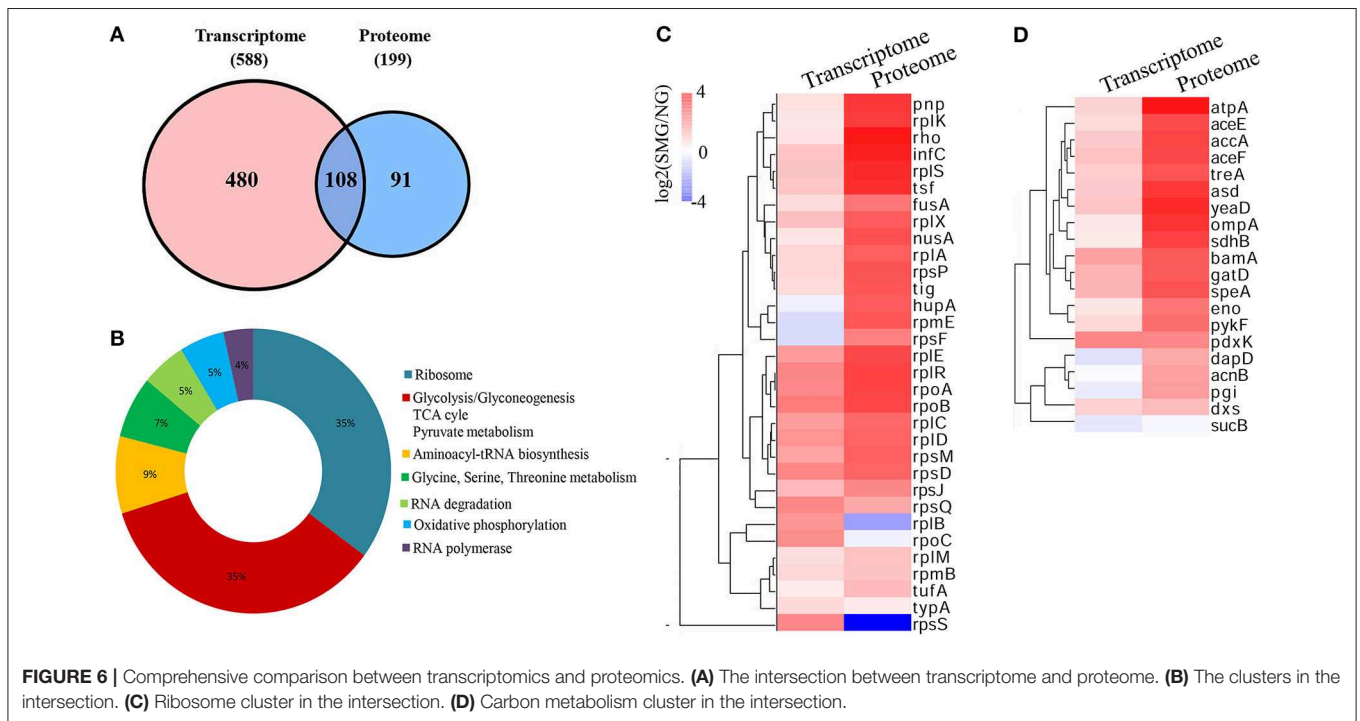 A
Transcriptome
(588)
Proteome
(199)
480
108
91
B
35%
35%
9%
7%
5%
5%
4%
Ribosome
Glycolysis/Glyconeogenesis
TCA cyle
Pyruvate metabolism
Aminoacyl-tRNA biosynthesis
Glycine, Serine, Threonine metabolism
RNA degradation
Oxidative phosphorylation
RNA polymerase
C
log2(SMG/NG)
4
0
-4
Transcriptome
Proteome
pnp
rplK
rho
infC
rplS
tsf
fusA
rplX
nusA
rplA
rpsP
tig
hupA
rpmE
rpsF
rplE
rplR
rpoA
rpoB
rplC
rplD
rpsM
rpsD
rpsJ
rpsQ
rplB
rpoC
rplM
rpmB
tufA
typA
rpsS
D
Transcriptome
Proteome
atpA
aceE
accA
aceF
treA
asd
yeaD
ompA
sdhB
bamA
gatD
speA
eno
pykF
pdxK
dapD
acnB
pgi
dxs
sucB
FIGURE 6 | Comprehensive comparison between transcriptomics and proteomics. (A) The intersection between transcriptome and proteome. (B) The clusters in the
intersection. (C) Ribosome cluster in the intersection. (D) Carbon metabolism cluster in the intersection.